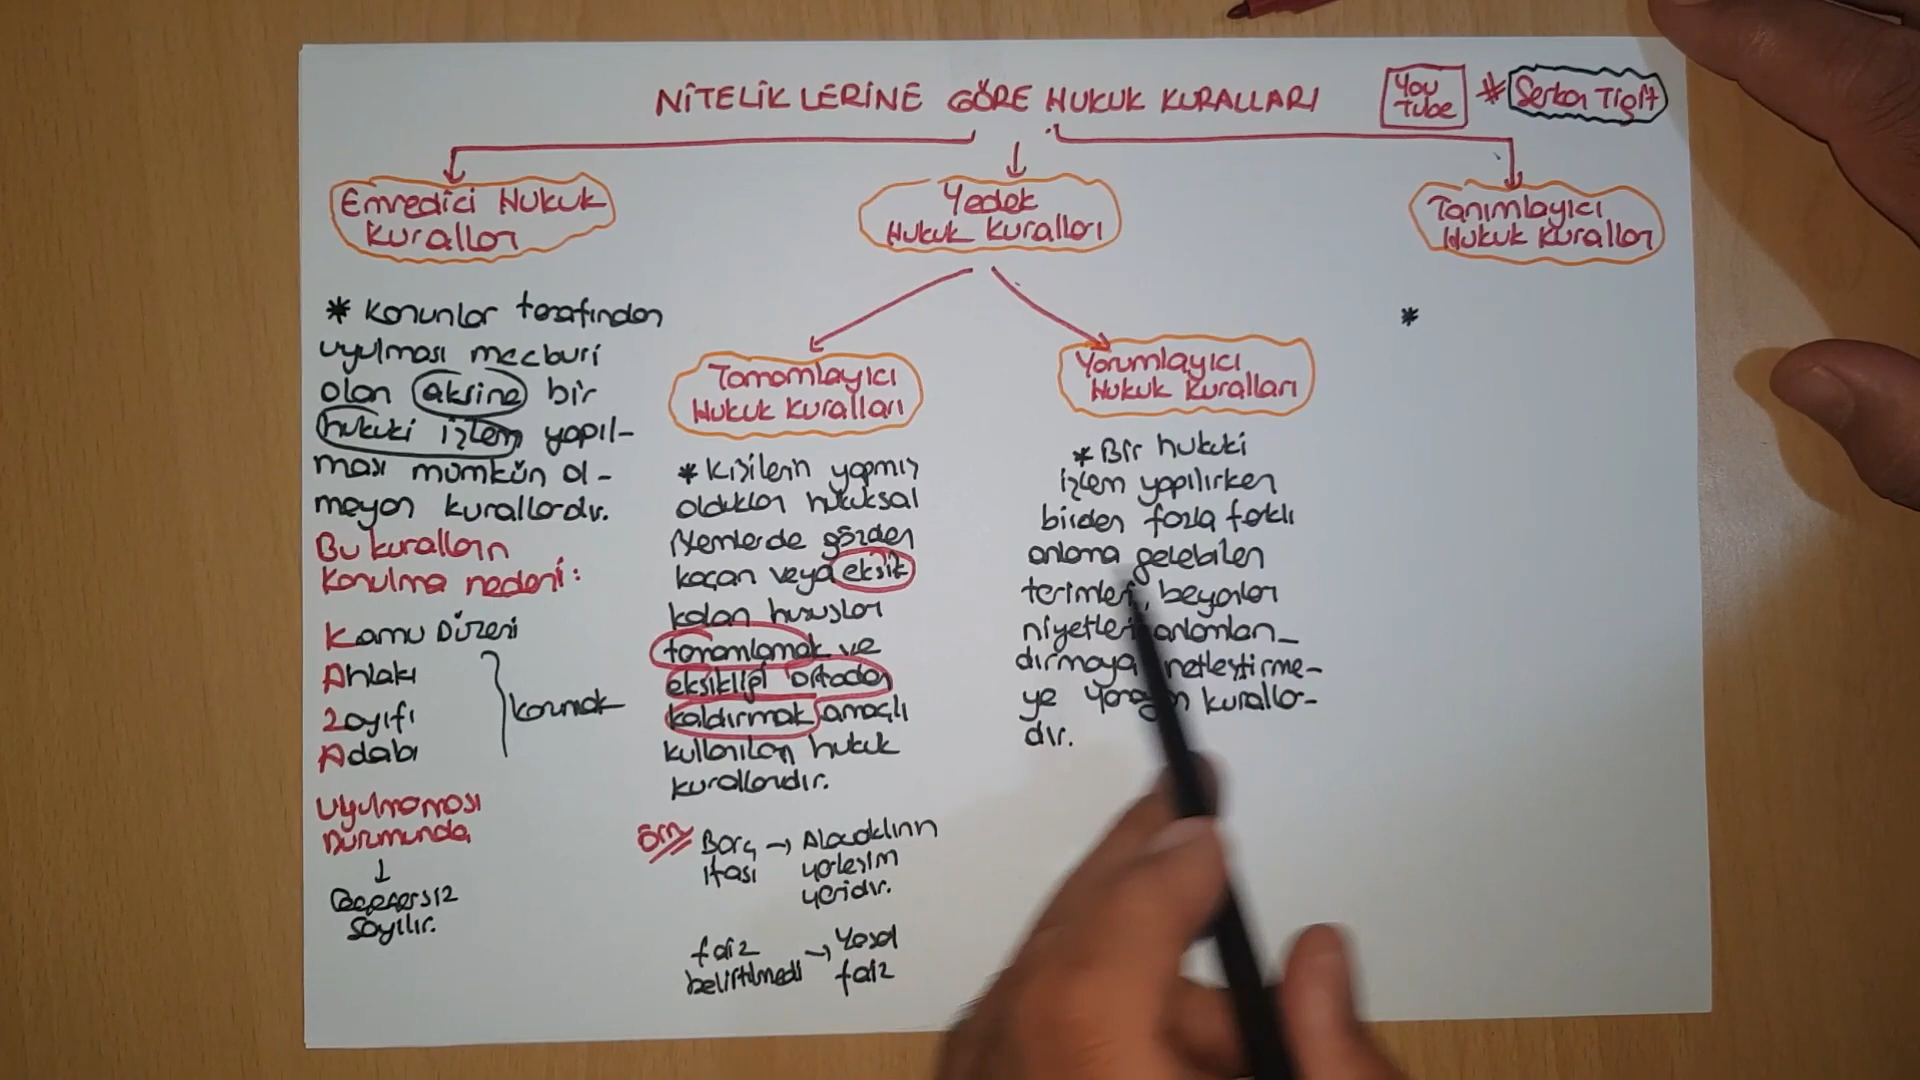 NİTELİKLERİNE GÖRE HUKUK KURALLARI
You
Tube
* Serkan Tigit
Emredici Hukuk
Kuralları
* Kanunlar tarafından
uyulması mecburi
olan aksine bir
hukuki işlem yapıl-
ması mümkün ol-
mayan kurallardır.
Bu kuralların
konulma nedeni:
Kamu Düzeni
Ahlakı
Zayıfı
Adabı
korumak
Uyulmaması
Durumunda
↓
Geçersiz
Sayılır.
Yedek
Hukuk Kuralları
Tamamlayıcı
Hukuk Kuralları
* Kişilerin yapmış
oldukları hukuksal
işlemlerde gözden
kaçan veya eksik
kalan hususları
tamamlamak ve
eksikliği ortadan
kaldırmak amaçlı
kullanılan hukuk
kurallarıdır.
Örn
Borç → Alacaklının
ifası yerleşim
yeridir.
faiz → Yasal
belirtilmedi faiz
Yorumlayıcı
Hukuk Kuralları
* Bir hukuki
işlem yapılırken
birden fazla farklı
anlama gelebilen
terimleri, beyanları
niyetleri anlamlan-
dırmaya netleştirme-
ye yarayan kuralla-
dır.
Tanımlayıcı
Hukuk Kuralları
*